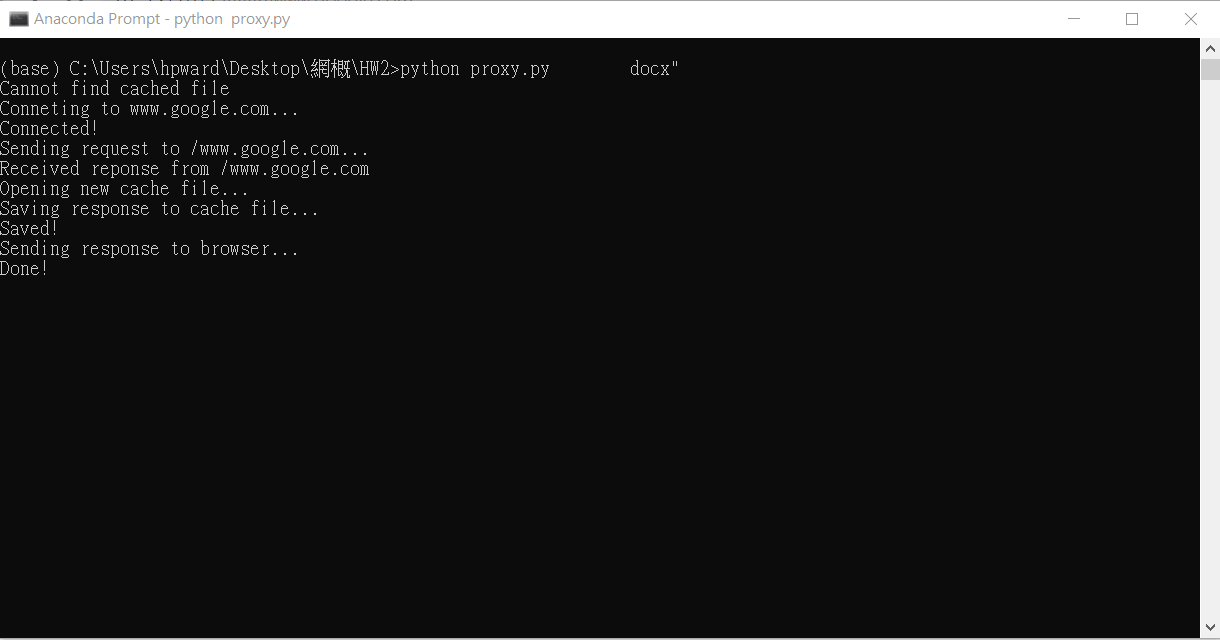 Anaconda Prompt - python  proxy.py
(base) C:\Users\hpward\Desktop\網概\HW2>python proxy.py        docx"
Cannot find cached file
Conneting to www.google.com...
Connected!
Sending request to /www.google.com...
Received reponse from /www.google.com
Opening new cache file...
Saving response to cache file...
Saved!
Sending response to browser...
Done!